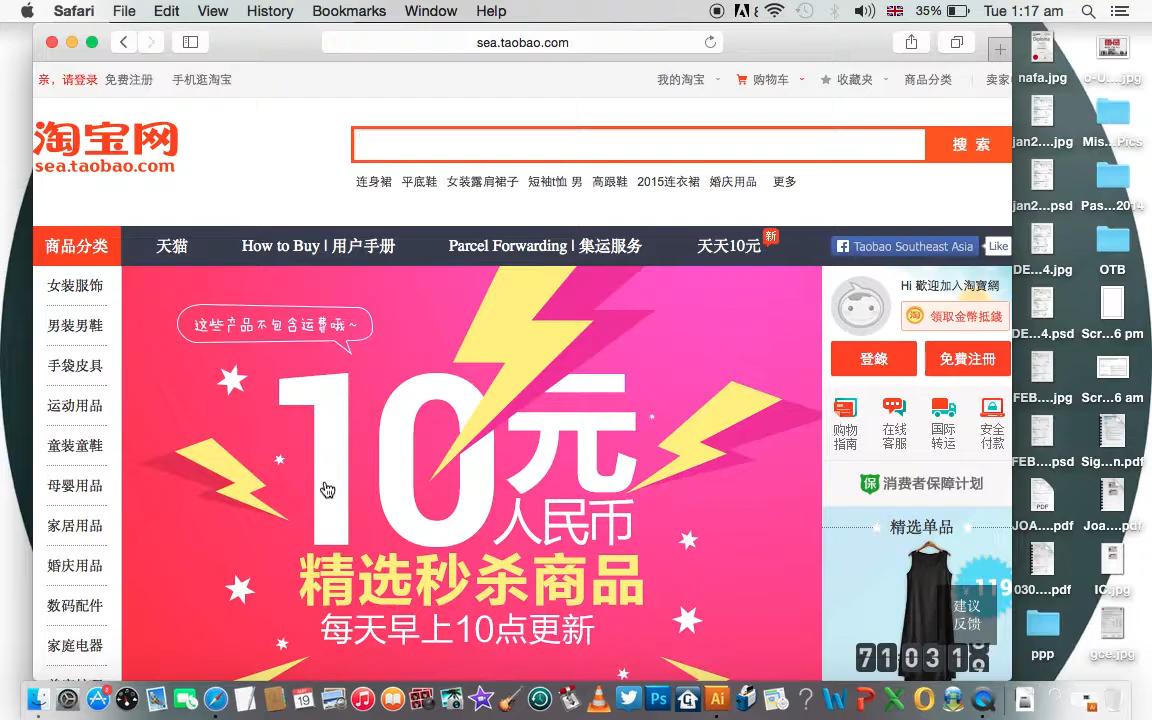 Safari File Edit View History Bookmarks Window Help
35% Tue 1:17 am
sea.taobao.com
亲，请登录 免费注册 手机逛淘宝
我的淘宝 购物车 收藏夹 商品分类 卖家
淘宝网
sea.taobao.com
搜 索
连身裙 平底鞋 女装露肩裙子 短袖t恤 男 高跟鞋 2015连衣裙 婚庆用品 更多
商品分类 天猫 How to Buy | 用户手册 Parcel Forwarding | 集运服务 天天10元 新
Taobao Southeast Asia Like
女装服饰
男装男鞋
手袋皮具
运动用品
童装童鞋
母婴用品
家居用品
婚庆用品
数码配件
家庭电器
这些产品不包含运费哦~
10元
人民币
精选秒杀商品
每天早上10点更新
Hi 歡迎加入淘寶網
領取金幣抵錢
登錄 免費注冊
购物指南 在线客服 国际转运 安全付款
保 消费者保障计划
精选单品
119
建议
反馈
nafa.jpg o-U...jpg
jan2...jpg Mis...Pics
jan2...psd Pas...2014
DE...4.jpg OTB
DE...4.psd Scr...6 pm
FEB...jpg Scr...6 am
FEB...psd Sig...n.pdf
PDF
JOA...pdf Joa...pdf
030...pdf IC.jpg
ppp gce.jpg
19
Ps Ai